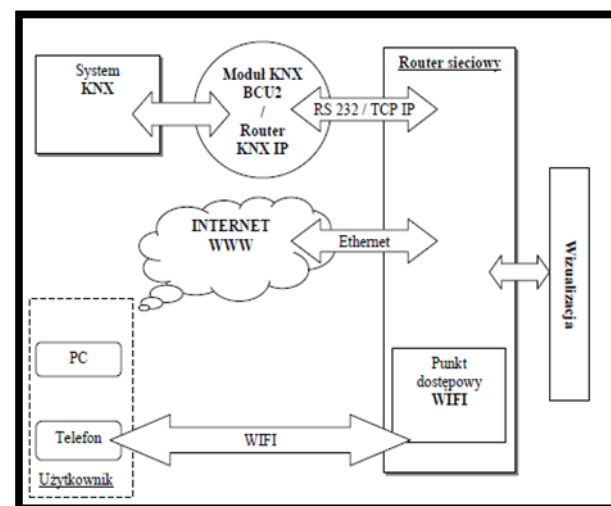 System
KNX
Moduł KNX
BCU2
/
Router
KNX IP
RS 232 / TCP IP
Router sieciowy
INTERNET
WWW
Ethernet
Wizualizacja
PC
Telefon
Użytkownik
WIFI
Punkt
dostępowy
WIFI